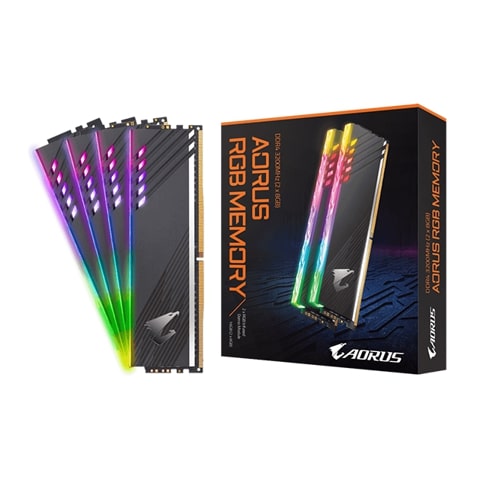 AORUS
RGB MEMORY
DDR4 3200MHz (2 x 8GB)
AORUS
AORUS RGB MEMORY
DDR4 3200MHz (2 x 8GB)